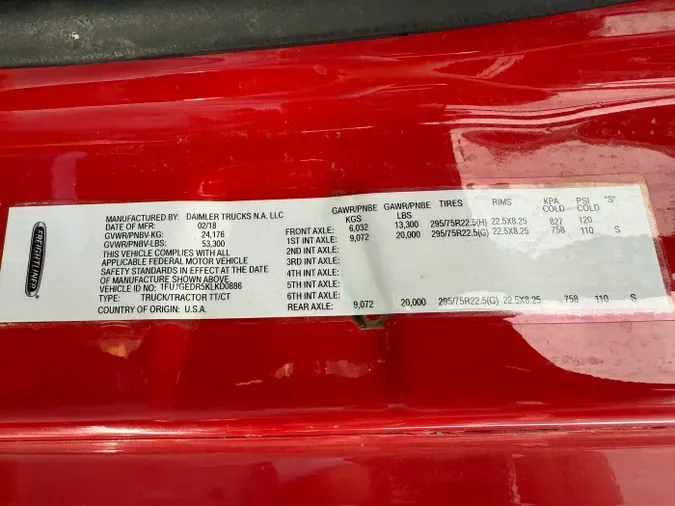 FREIGHTLINER
MANUFACTURED BY: DAIMLER TRUCKS N.A. LLC
DATE OF MFR: 02/18
GVWR/PNBV-KG: 24,176
GVWR/PNBV-LBS: 53,300
THIS VEHICLE COMPLIES WITH ALL
APPLICABLE FEDERAL MOTOR VEHICLE
SAFETY STANDARDS IN EFFECT AT THE DATE
OF MANUFACTURE SHOWN ABOVE.
VEHICLE ID NO: 1FUJGEDR5KLKD0886
TYPE: TRUCK/TRACTOR TT/CT
COUNTRY OF ORIGIN: U.S.A.
GAWR/PNBE KGS GAWR/PNBE LBS TIRES RIMS KPA COLD PSI COLD "S"
FRONT AXLE: 6,032 13,300 295/75R22.5(H) 22.5X8.25 827 120
1ST INT AXLE: 9,072 20,000 295/75R22.5(G) 22.5X8.25 758 110 S
2ND INT AXLE:
3RD INT AXLE:
4TH INT AXLE:
5TH INT AXLE:
6TH INT AXLE:
REAR AXLE: 9,072 20,000 295/75R22.5(G) 22.5X8.25 758 110 S